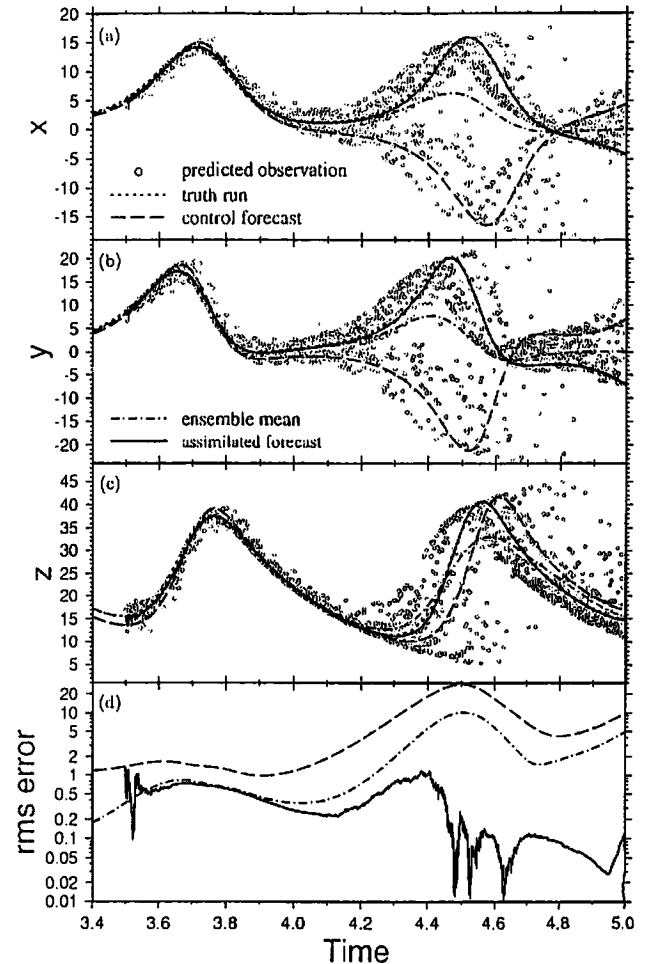 20
(a)
15
10
5
x
0
-5
predicted observation
-10
truth run
-15
control forecast
20
(b)
15
10
5
y
0
-5
-10
-15
ensemble mean
-20
assimilated forecast
45
(c)
40
35
30
z
25
20
15
10
5
(d)
20
10
5
2
rms error
1
0.5
0.2
0.1
0.05
0.02
0.01
3.4 3.6 3.8 4.0 4.2 4.4 4.6 4.8 5.0
Time